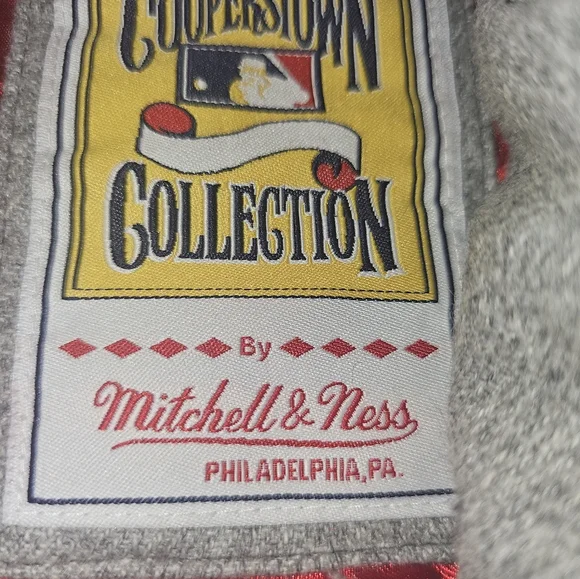 COOPERSTOWN
COLLECTION
By
Mitchell & Ness
PHILADELPHIA, PA.